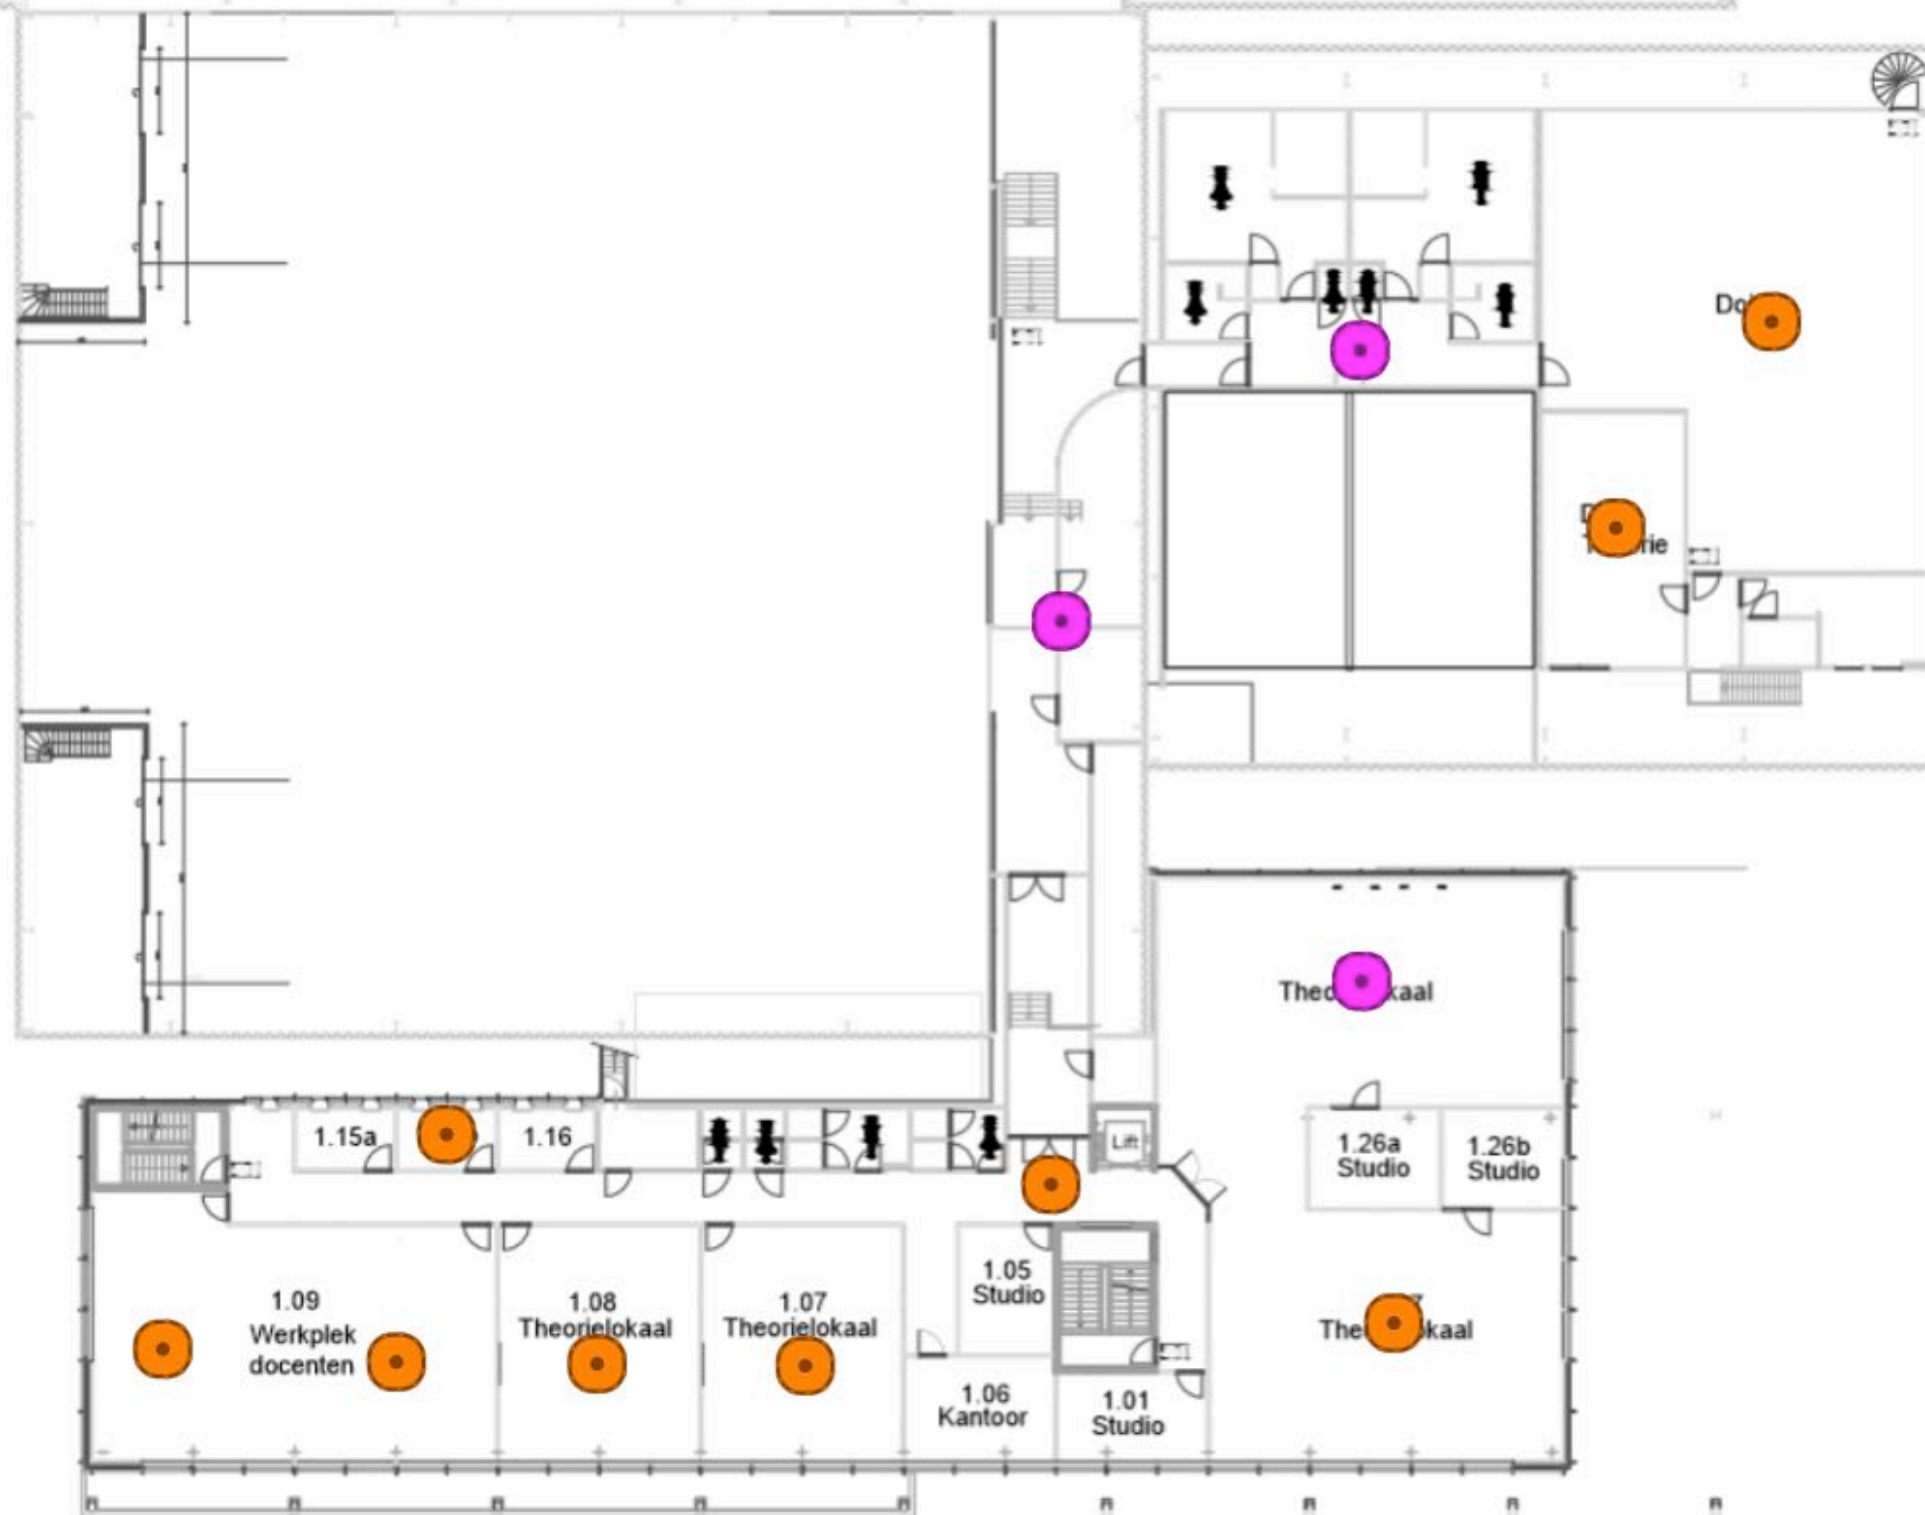 1.15a
1.16
Lift
1.26a
Studio
1.26b
Studio
1.09
Werkplek
docenten
1.08
Theorielokaal
1.07
Theorielokaal
1.05
Studio
1.06
Kantoor
1.01
Studio